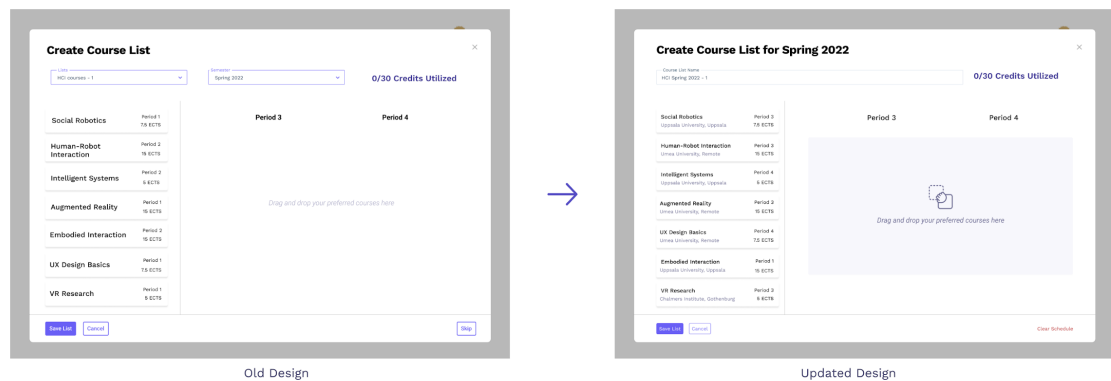 Create Course List
Lists
HCI courses - 1
Semester
Spring 2022
0/30 Credits Utilized
Social Robotics
Period 1
7.5 ECTS
Human-Robot
Interaction
Period 2
15 ECTS
Intelligent Systems
Period 2
5 ECTS
Augmented Reality
Period 1
15 ECTS
Embodied Interaction
Period 2
15 ECTS
UX Design Basics
Period 1
7.5 ECTS
VR Research
Period 1
5 ECTS
Period 3
Period 4
Drag and drop your preferred courses here
Save List
Cancel
Skip
Old Design
Create Course List for Spring 2022
Course List Name
HCI Spring 2022 - 1
0/30 Credits Utilized
Social Robotics
Uppsala University, Uppsala
Period 3
7.5 ECTS
Human-Robot Interaction
Umea University, Remote
Period 3
15 ECTS
Intelligent Systems
Uppsala University, Uppsala
Period 4
5 ECTS
Augmented Reality
Umea University, Remote
Period 3
15 ECTS
UX Design Basics
Umea University, Remote
Period 4
7.5 ECTS
Embodied Interaction
Uppsala University, Uppsala
Period 1
15 ECTS
VR Research
Chalmers Institute, Gothenburg
Period 3
5 ECTS
Period 3
Period 4
Drag and drop your preferred courses here
Save List
Cancel
Clear Schedule
Updated Design